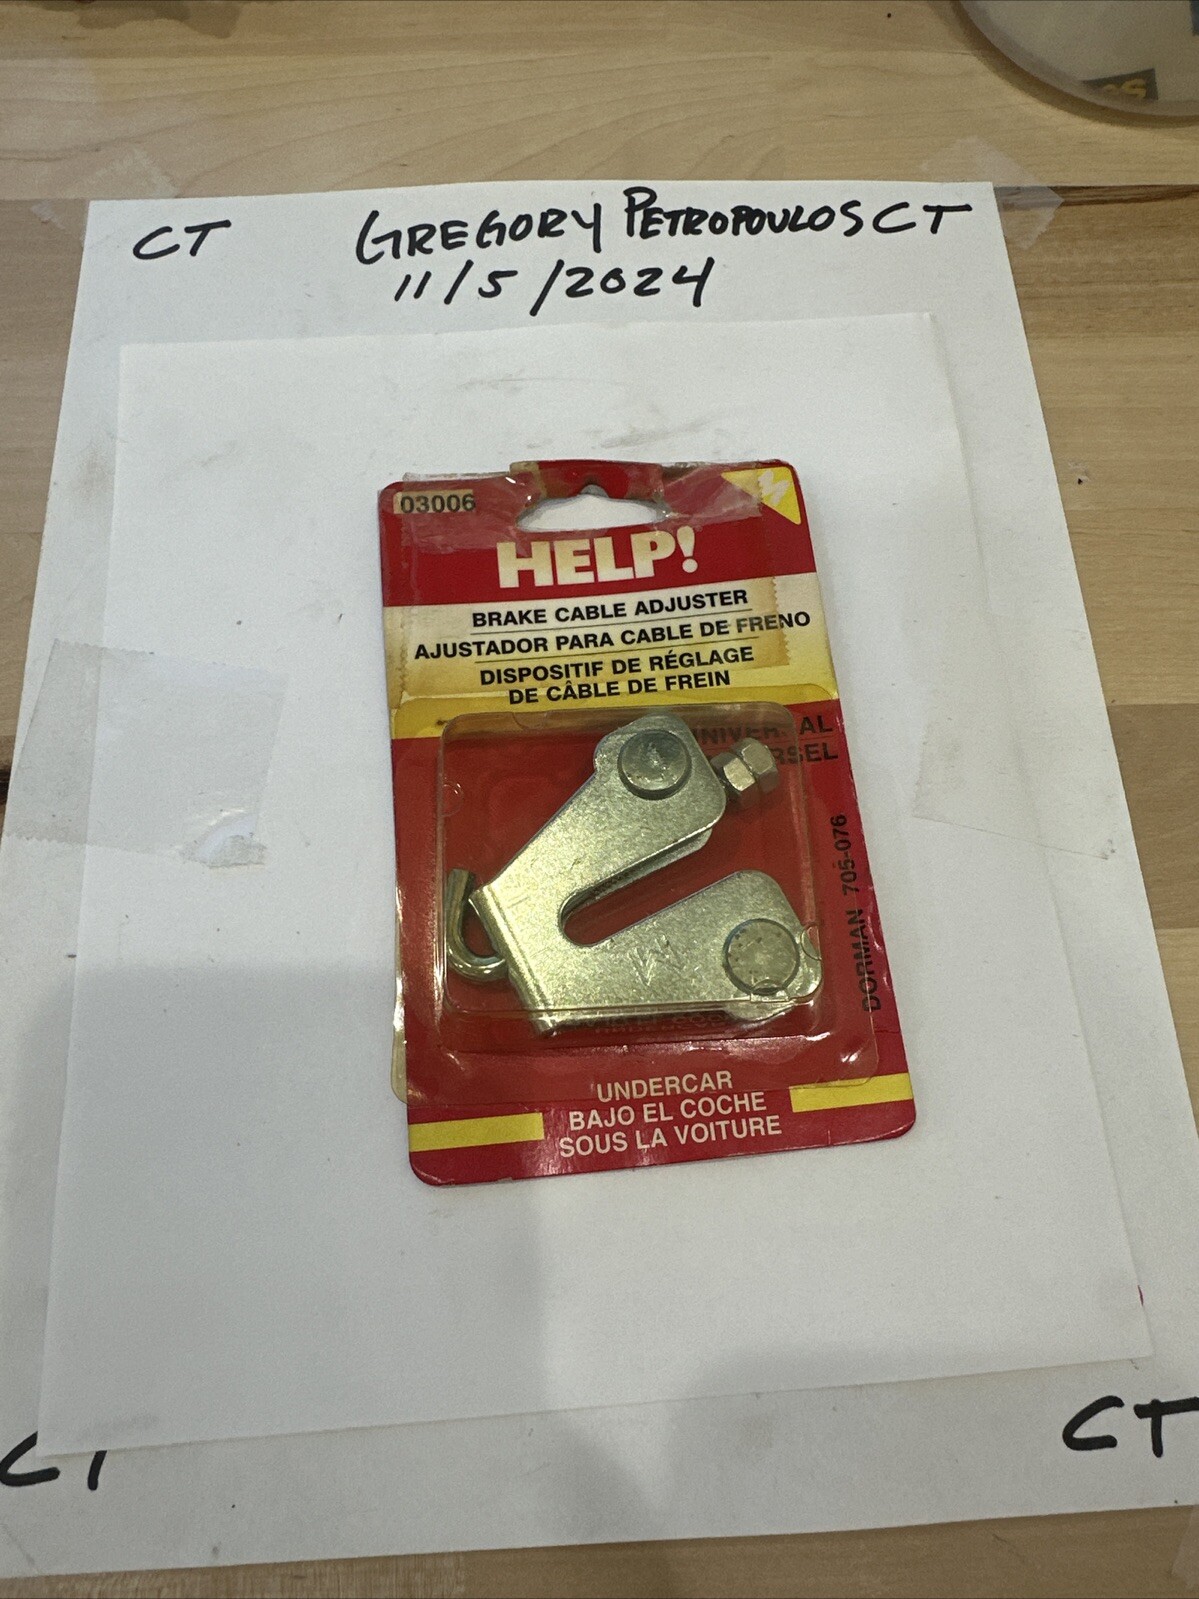 CT GREGORY PETROPOULOS CT
11/5/2024
03006
HELP!
BRAKE CABLE ADJUSTER
AJUSTADOR PARA CABLE DE FRENO
DISPOSITIF DE RÉGLAGE
DE CÂBLE DE FREIN
DORMAN 705-076
UNDERCAR
BAJO EL COCHE
SOUS LA VOITURE
CT